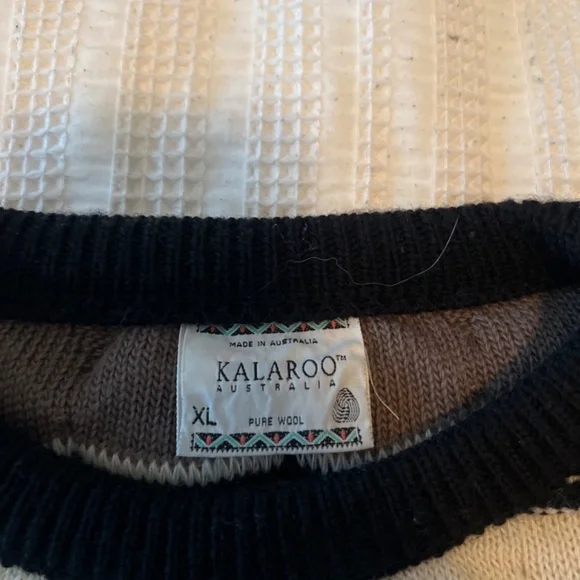 MADE IN AUSTRALIA
KALAROO™
AUSTRALIA
XL
PURE WOOL